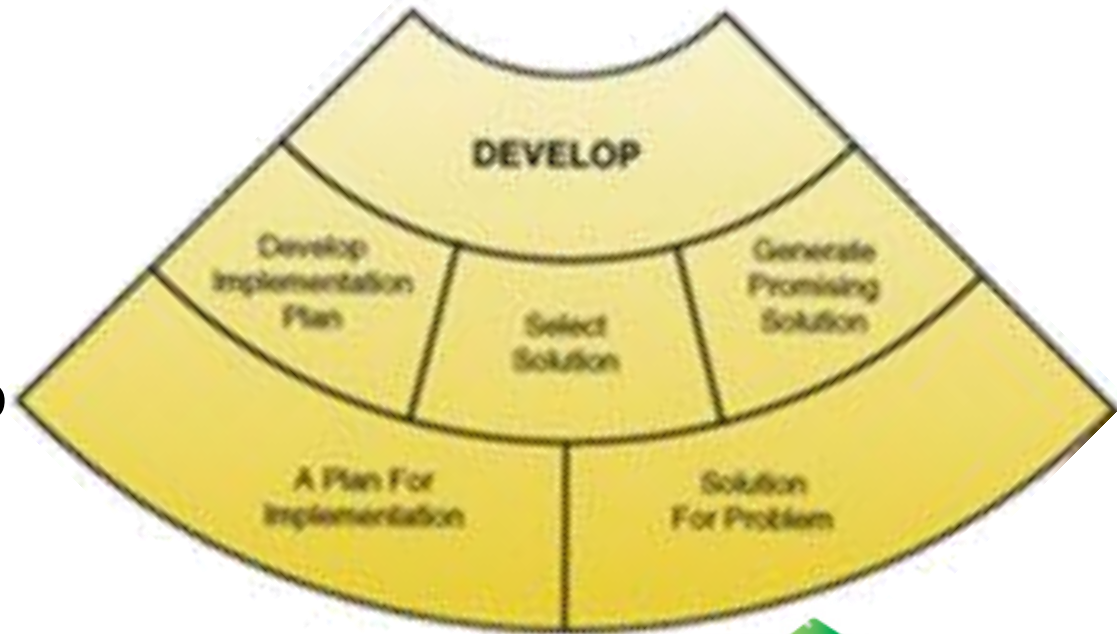 DEVELOP
Develop
Implementation
Plan
Select
Solution
Generate
Promising
Solution
A Plan For
Implementation
Solution
For Problem